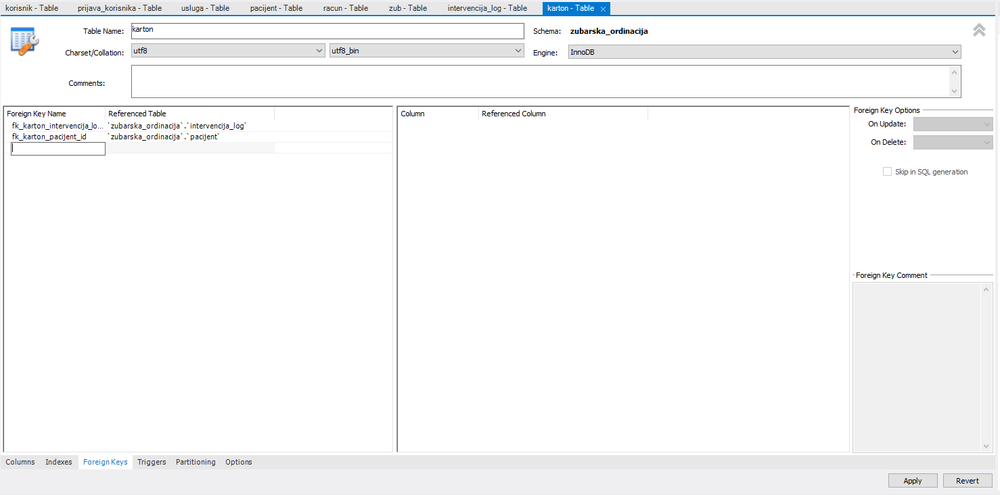 korisnik - Table prijava_korisnika - Table usluga - Table pacijent - Table racun - Table zub - Table intervencija_log - Table karton - Table
Table Name: karton Schema: zubarska_ordinacija
Charset/Collation: utf8 utf8_bin Engine: InnoDB
Comments:
Foreign Key Name Referenced Table Column Referenced Column Foreign Key Options
fk_karton_intervencija_lo... `zubarska_ordinacija`.`intervencija_log` On Update:
fk_karton_pacijent_id `zubarska_ordinacija`.`pacijent` On Delete:
Skip in SQL generation
Foreign Key Comment
Columns Indexes Foreign Keys Triggers Partitioning Options
Apply Revert